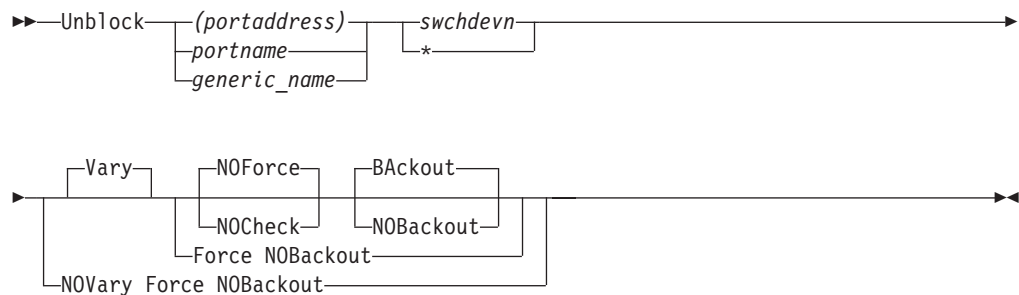 Unblock (portaddress) swchdevn
portname *
generic_name
Vary NOForce BAckout
NOCheck NOBackout
Force NOBackout
NOVary Force NOBackout